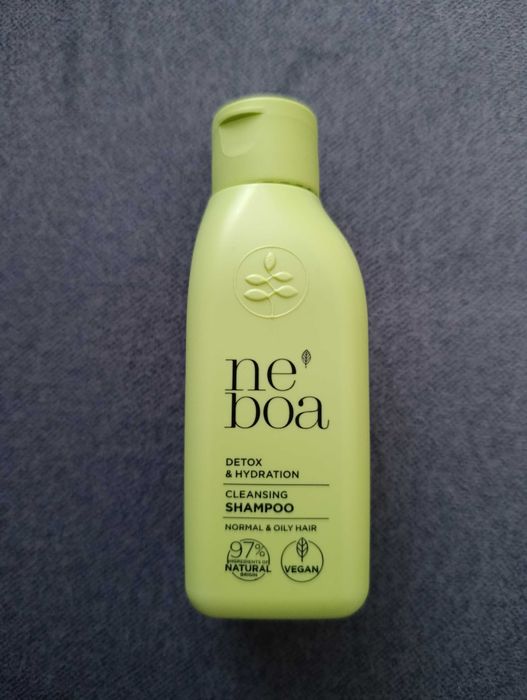 ne
boa
DETOX
& HYDRATION
CLEANSING
SHAMPOO
NORMAL & OILY HAIR
97%
INGREDIENTS OF
NATURAL
ORIGIN
VEGAN